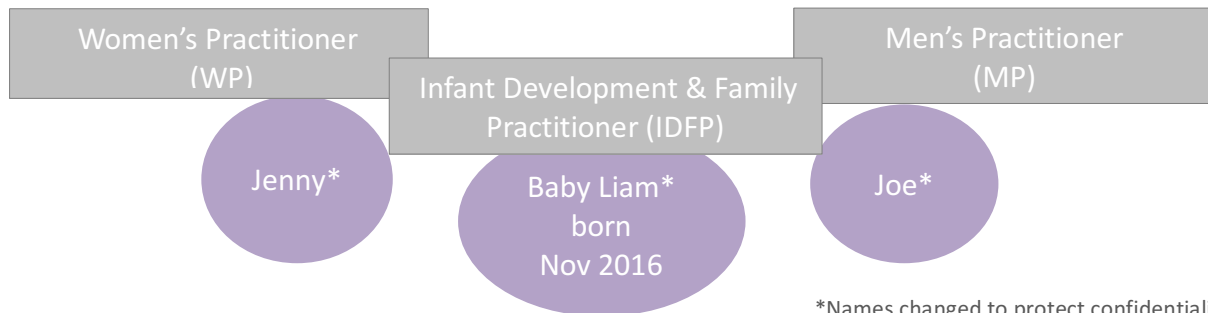 Women's Practitioner
(WP)
Men's Practitioner
(MP)
Infant Development & Family
Practitioner (IDFP)
Jenny*
Baby Liam*
born
Nov 2016
Joe*
*Names changed to protect